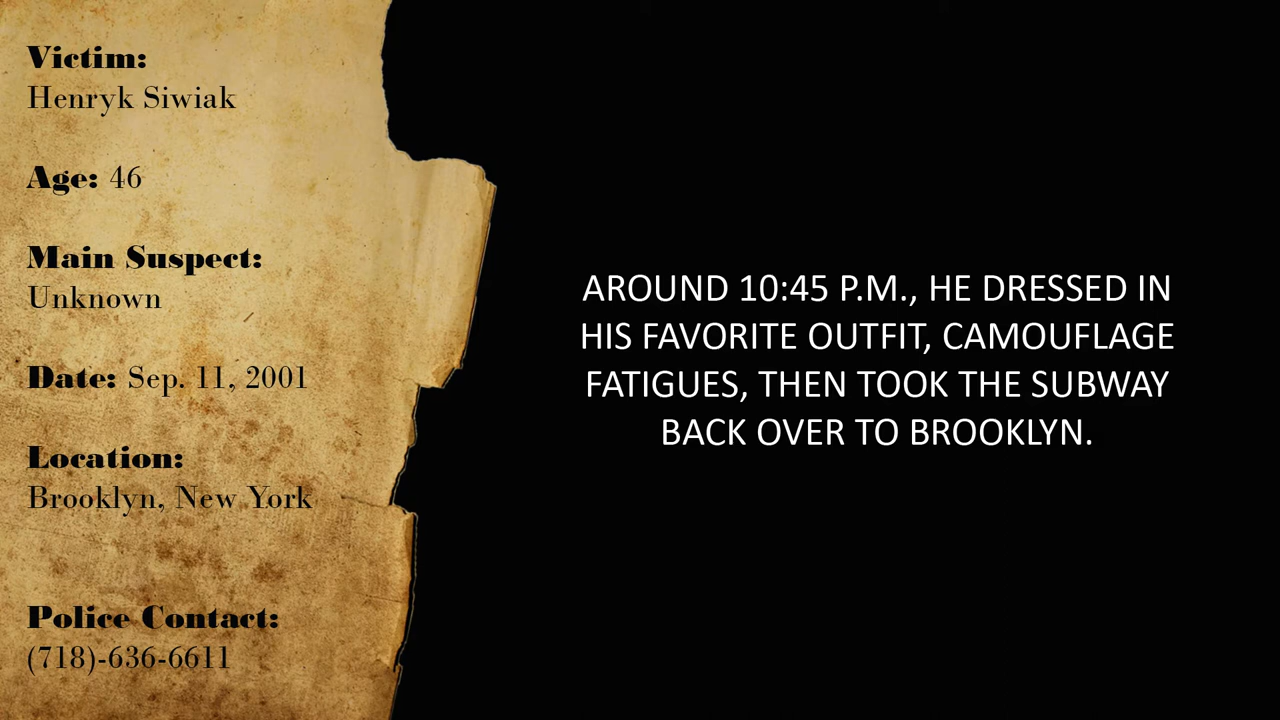 Victim:
Henryk Siwiak
Age: 46
Main Suspect:
Unknown
Date: Sep. 11, 2001
Location:
Brooklyn, New York
Police Contact:
(718)-636-6611
AROUND 10:45 P.M., HE DRESSED IN
HIS FAVORITE OUTFIT, CAMOUFLAGE
FATIGUES, THEN TOOK THE SUBWAY
BACK OVER TO BROOKLYN.